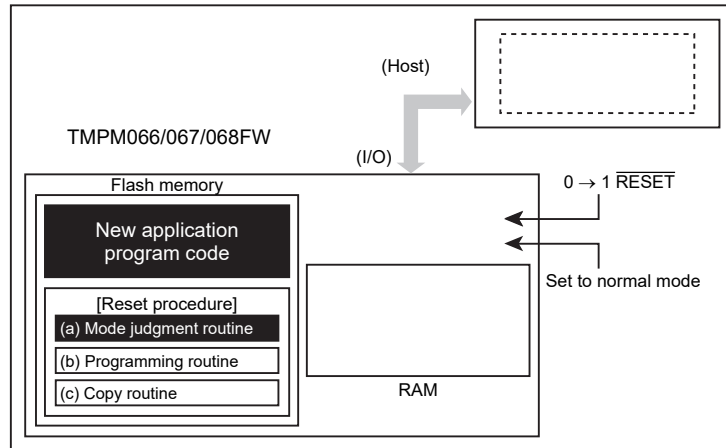 (Host)
TMPM066/067/068FW
(I/O)
Flash memory
0 → 1 RESET
New application
program code
Set to normal mode
[Reset procedure]
(a) Mode judgment routine
(b) Programming routine
(c) Copy routine
RAM